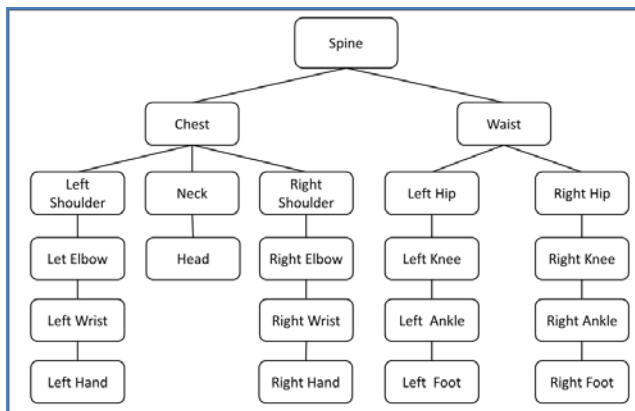 Spine
Chest
Waist
Left
Shoulder
Neck
Right
Shoulder
Left Hip
Right Hip
Let Elbow
Head
Right Elbow
Left Knee
Right Knee
Left Wrist
Right Wrist
Left Ankle
Right Ankle
Left Hand
Right Hand
Left Foot
Right Foot